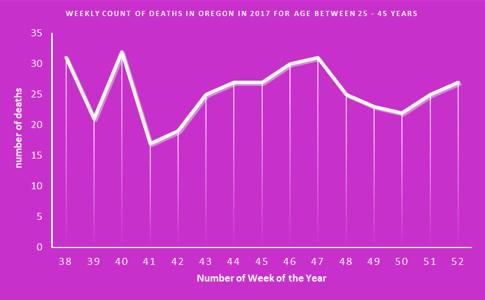 WEEKLY COUNT OF DEATHS IN OREGON IN 2017 FOR AGE BETWEEN 25 – 45 YEARS
35
30
25
20
15
10
5
0
number of deaths
38 39 40 41 42 43 44 45 46 47 48 49 50 51 52
Number of Week of the Year